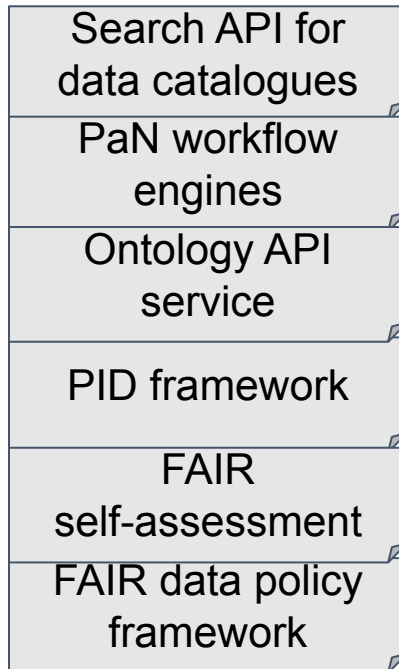 Search API for
data catalogues
PaN workflow
engines
Ontology API
service
PID framework
FAIR
self-assessment
FAIR data policy
framework